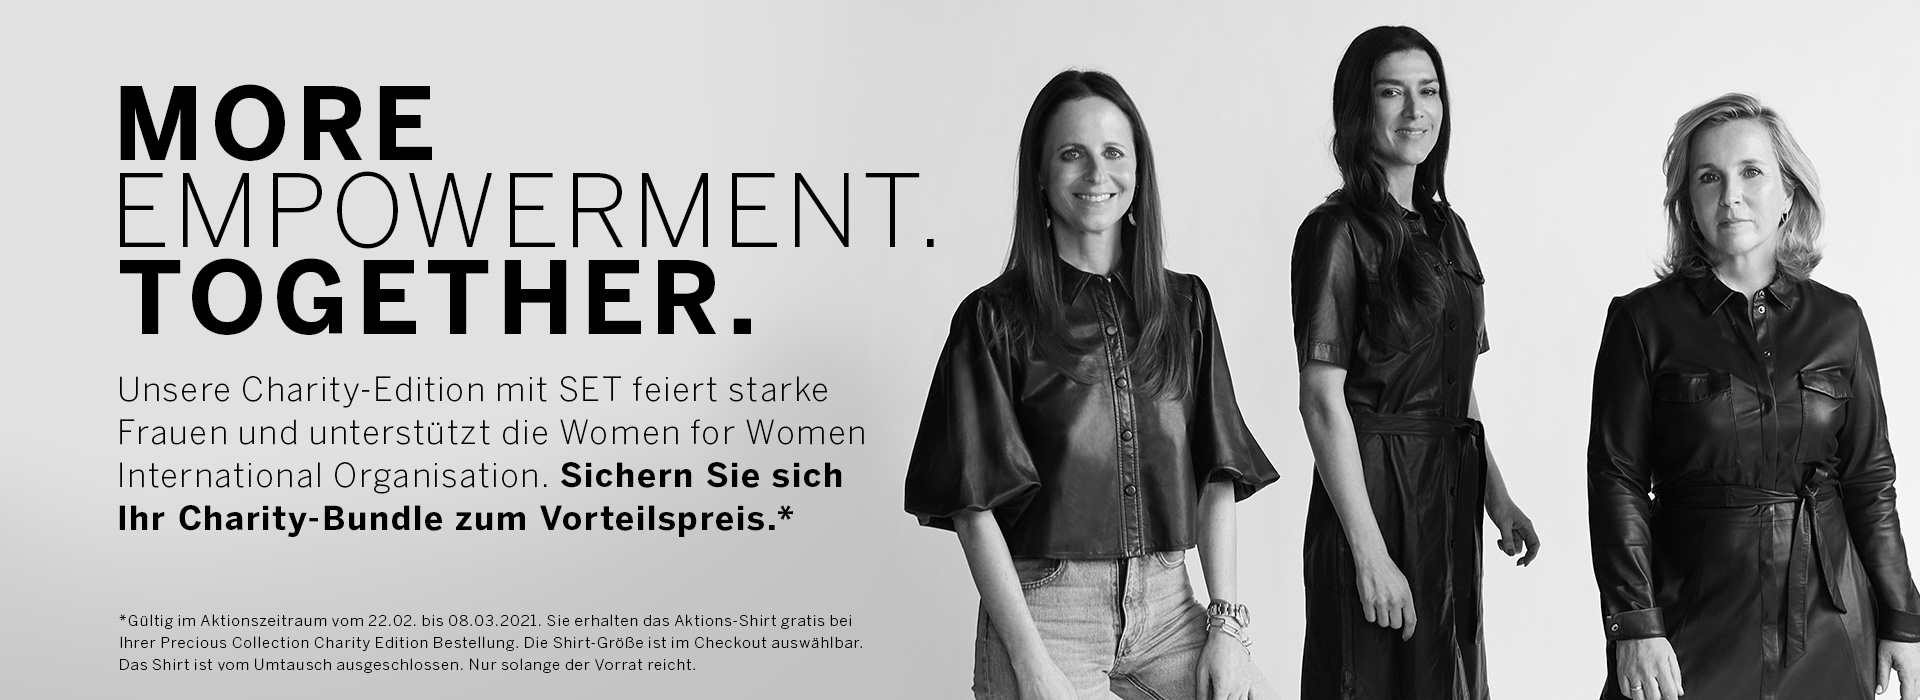 MORE
EMPOWERMENT.
TOGETHER.
Unsere Charity-Edition mit SET feiert starke
Frauen und unterstützt die Women for Women
International Organisation. Sichern Sie sich
Ihr Charity-Bundle zum Vorteilspreis.*
*Gültig im Aktionszeitraum vom 22.02. bis 08.03.2021. Sie erhalten das Aktions-Shirt gratis bei
Ihrer Precious Collection Charity Edition Bestellung. Die Shirt-Größe ist im Checkout auswählbar.
Das Shirt ist vom Umtausch ausgeschlossen. Nur solange der Vorrat reicht.